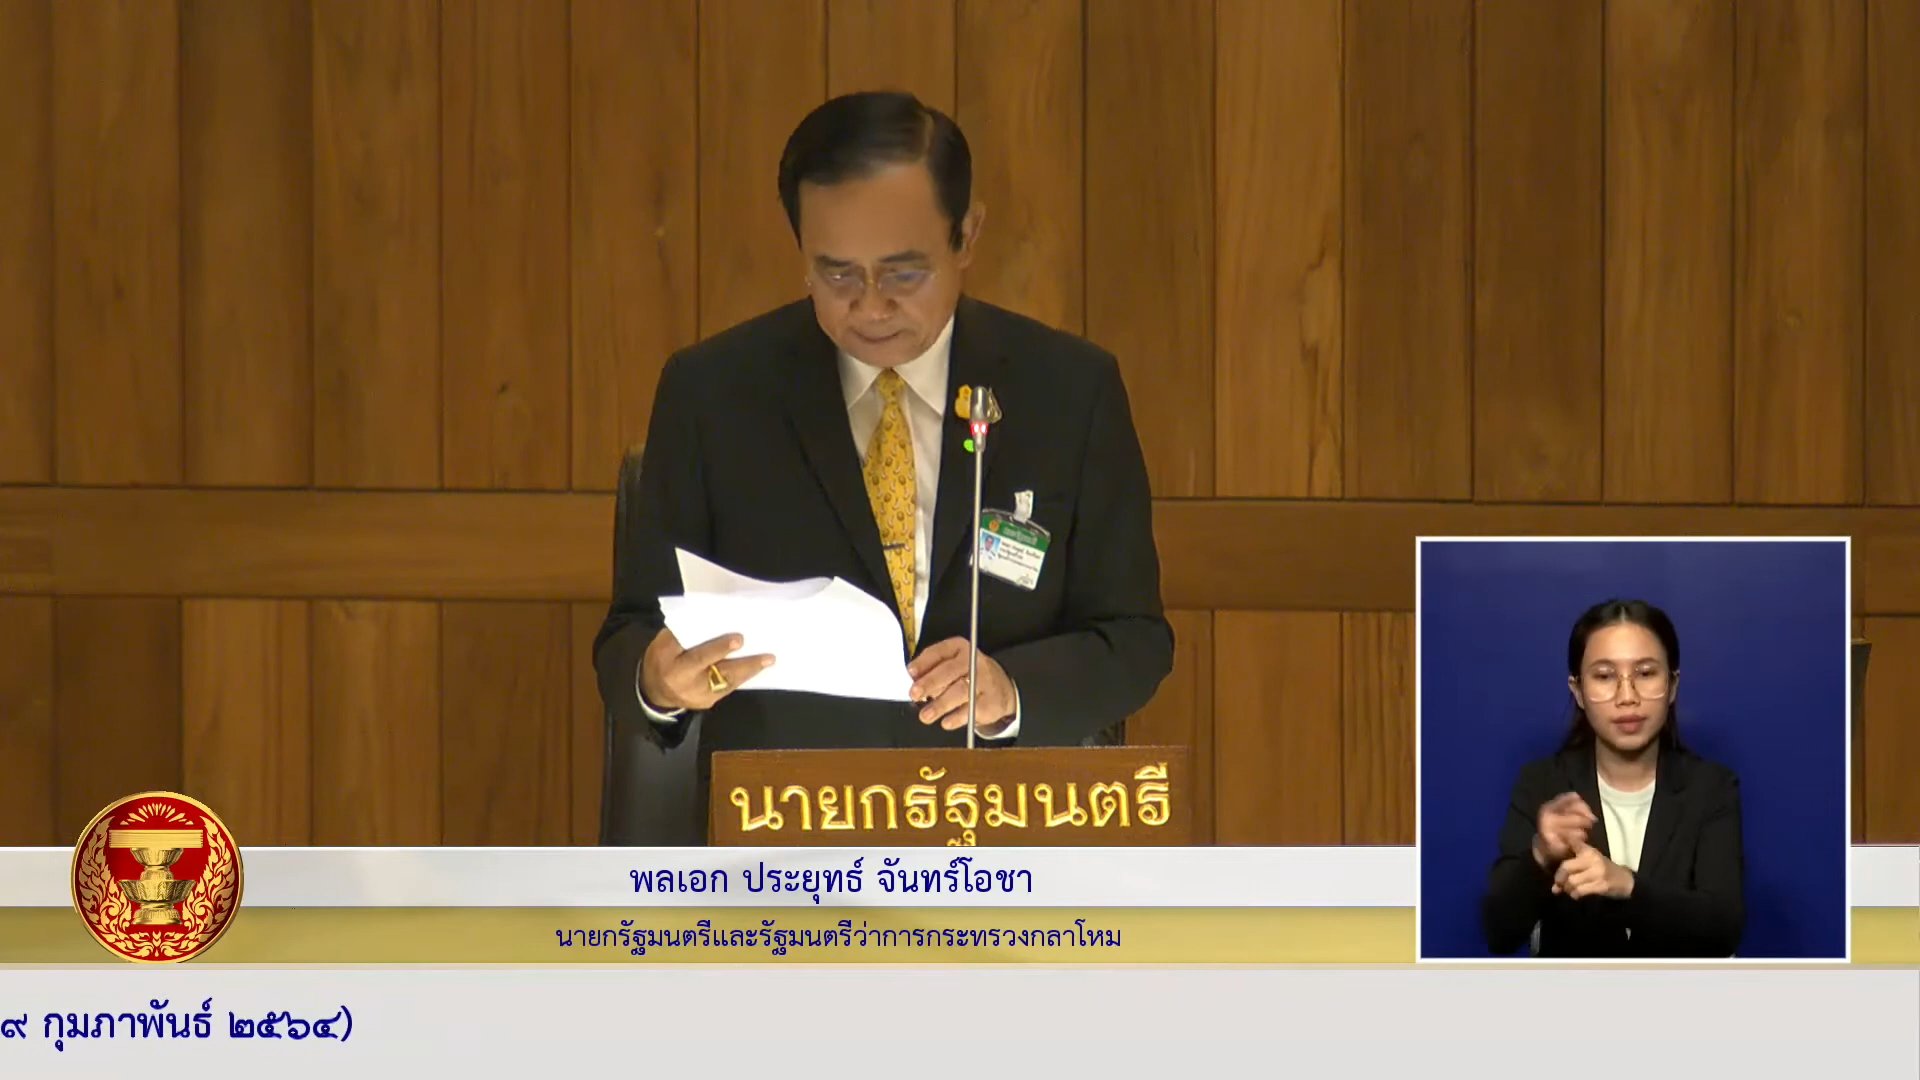 นายกรัฐมนตรี
พลเอก ประยุทธ์ จันทร์โอชา
นายกรัฐมนตรีและรัฐมนตรีว่าการกระทรวงกลาโหม
๙ กุมภาพันธ์ ๒๕๖๔)